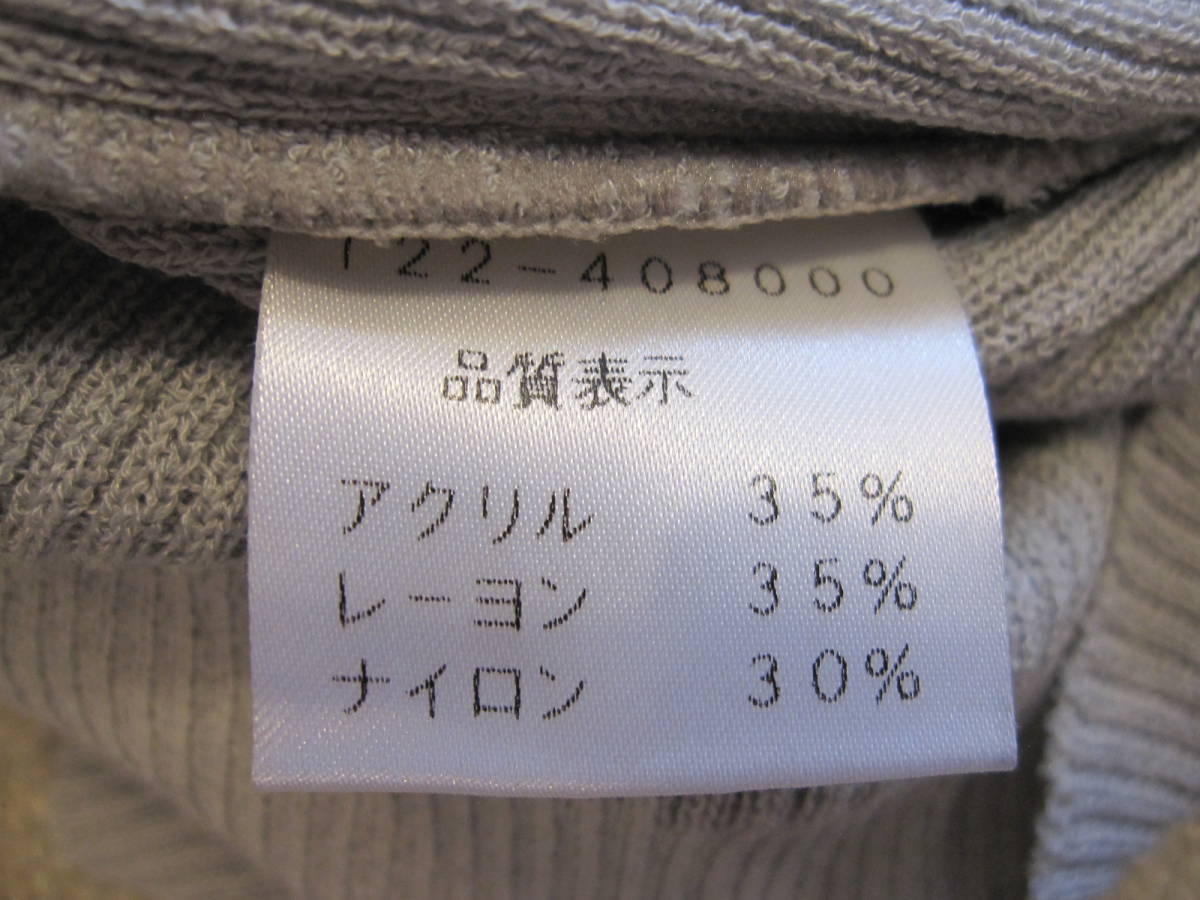 122-408000
品質表示
アクリル 35%
レーヨン 35%
ナイロン 30%